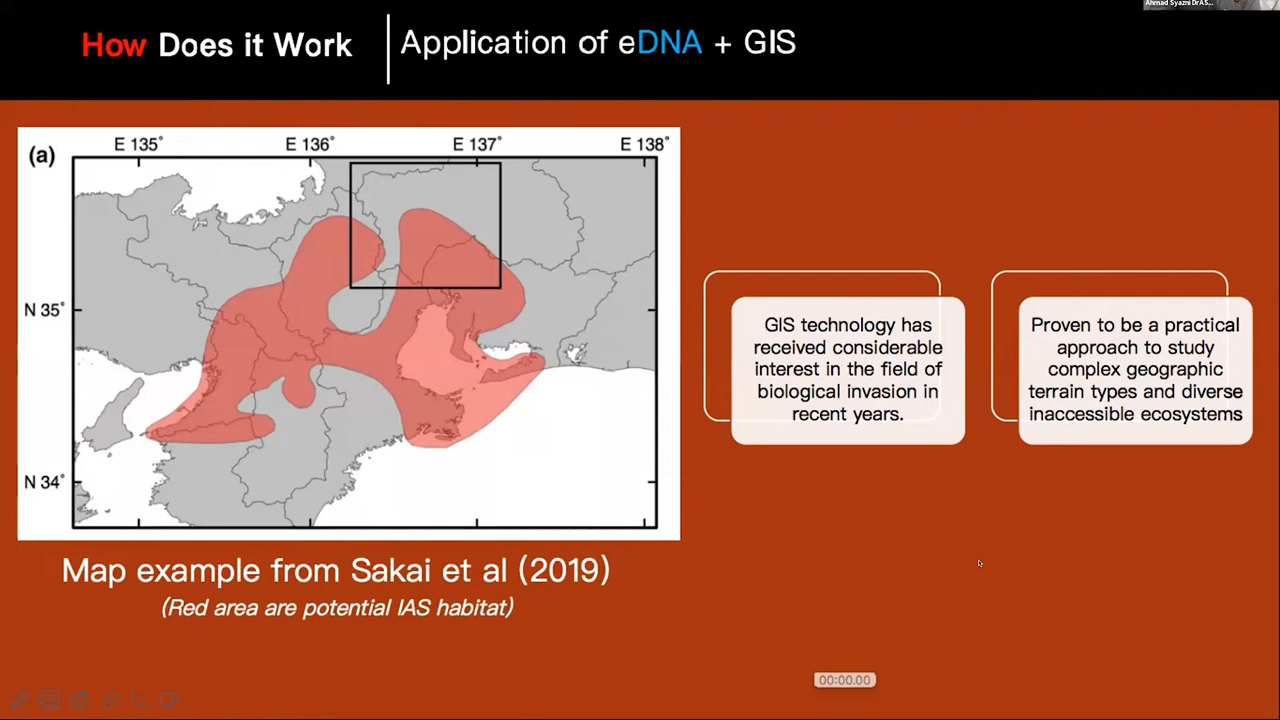 Ahmad Syazni DrAS...
How Does it Work
Application of eDNA + GIS
(a)
E 135°
E 136°
E 137°
E 138°
N 35°
N 34°
GIS technology has
received considerable
interest in the field of
biological invasion in
recent years.
Proven to be a practical
approach to study
complex geographic
terrain types and diverse
inaccessible ecosystems
Map example from Sakai et al (2019)
(Red area are potential IAS habitat)
00:00.00